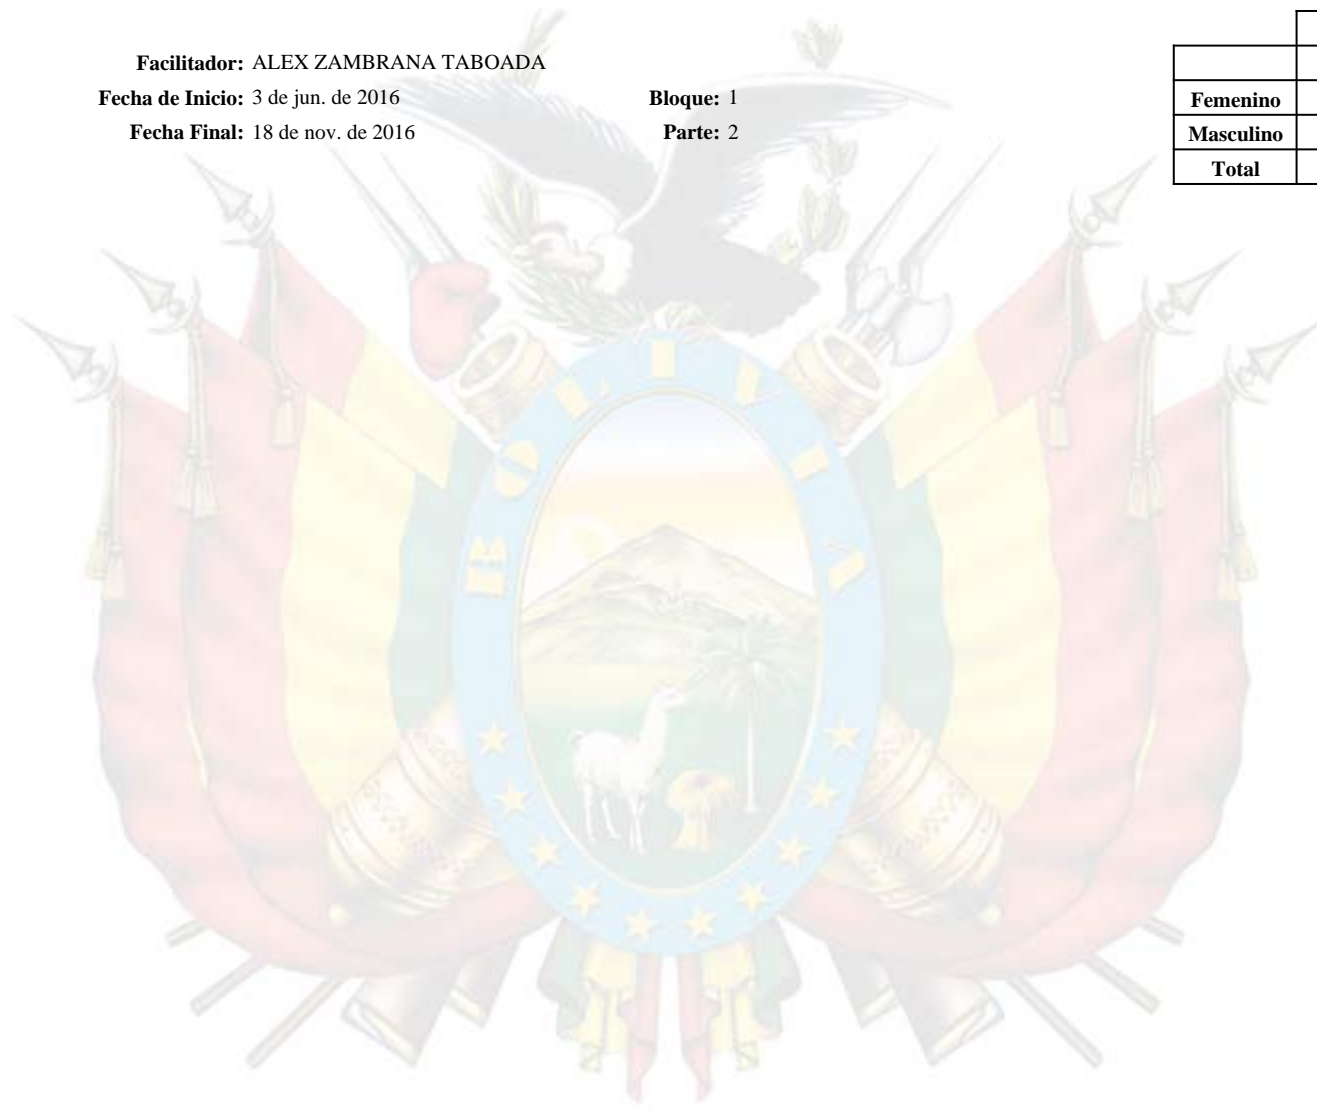 Facilitador: ALEX ZAMBRANA TABOADA
Fecha de Inicio: 3 de jun. de 2016 Bloque: 1
Fecha Final: 18 de nov. de 2016 Parte: 2
Femenino
Masculino
Total
BOLIVIA